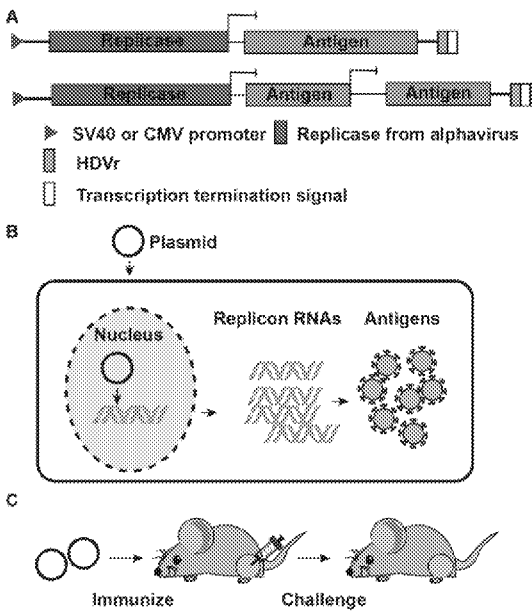 A
Replicase Antigen
Replicase Antigen Antigen
SV40 or CMV promoter Replicase from alphavirus
HDVr
Transcription termination signal
B
Plasmid
Nucleus Replicon RNAs Antigens
C
Immunize Challenge